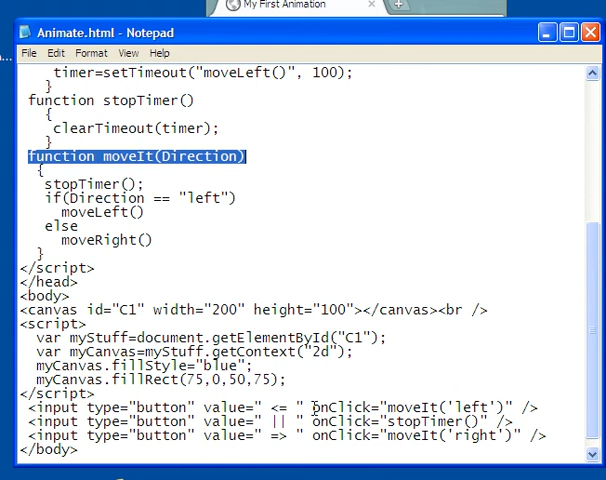 My First Animation
Animate.html - Notepad
File Edit Format View Help
timer=setTimeout("moveLeft()", 100);
}
function stopTimer()
{
clearTimeout(timer);
}
function moveIt(Direction)
{
stopTimer();
if(Direction == "left")
moveLeft()
else
moveRight()
}
</script>
</head>
<body>
<canvas id="C1" width="200" height="100"></canvas><br />
<script>
var myStuff=document.getElementById("C1");
var myCanvas=myStuff.getContext("2d");
myCanvas.fillStyle="blue";
myCanvas.fillRect(75,0,50,75);
</script>
<input type="button" value=" <= " onClick="moveIt('left')" />
<input type="button" value=" || " onClick="stopTimer()" />
<input type="button" value=" => " onClick="moveIt('right')" />
</body>